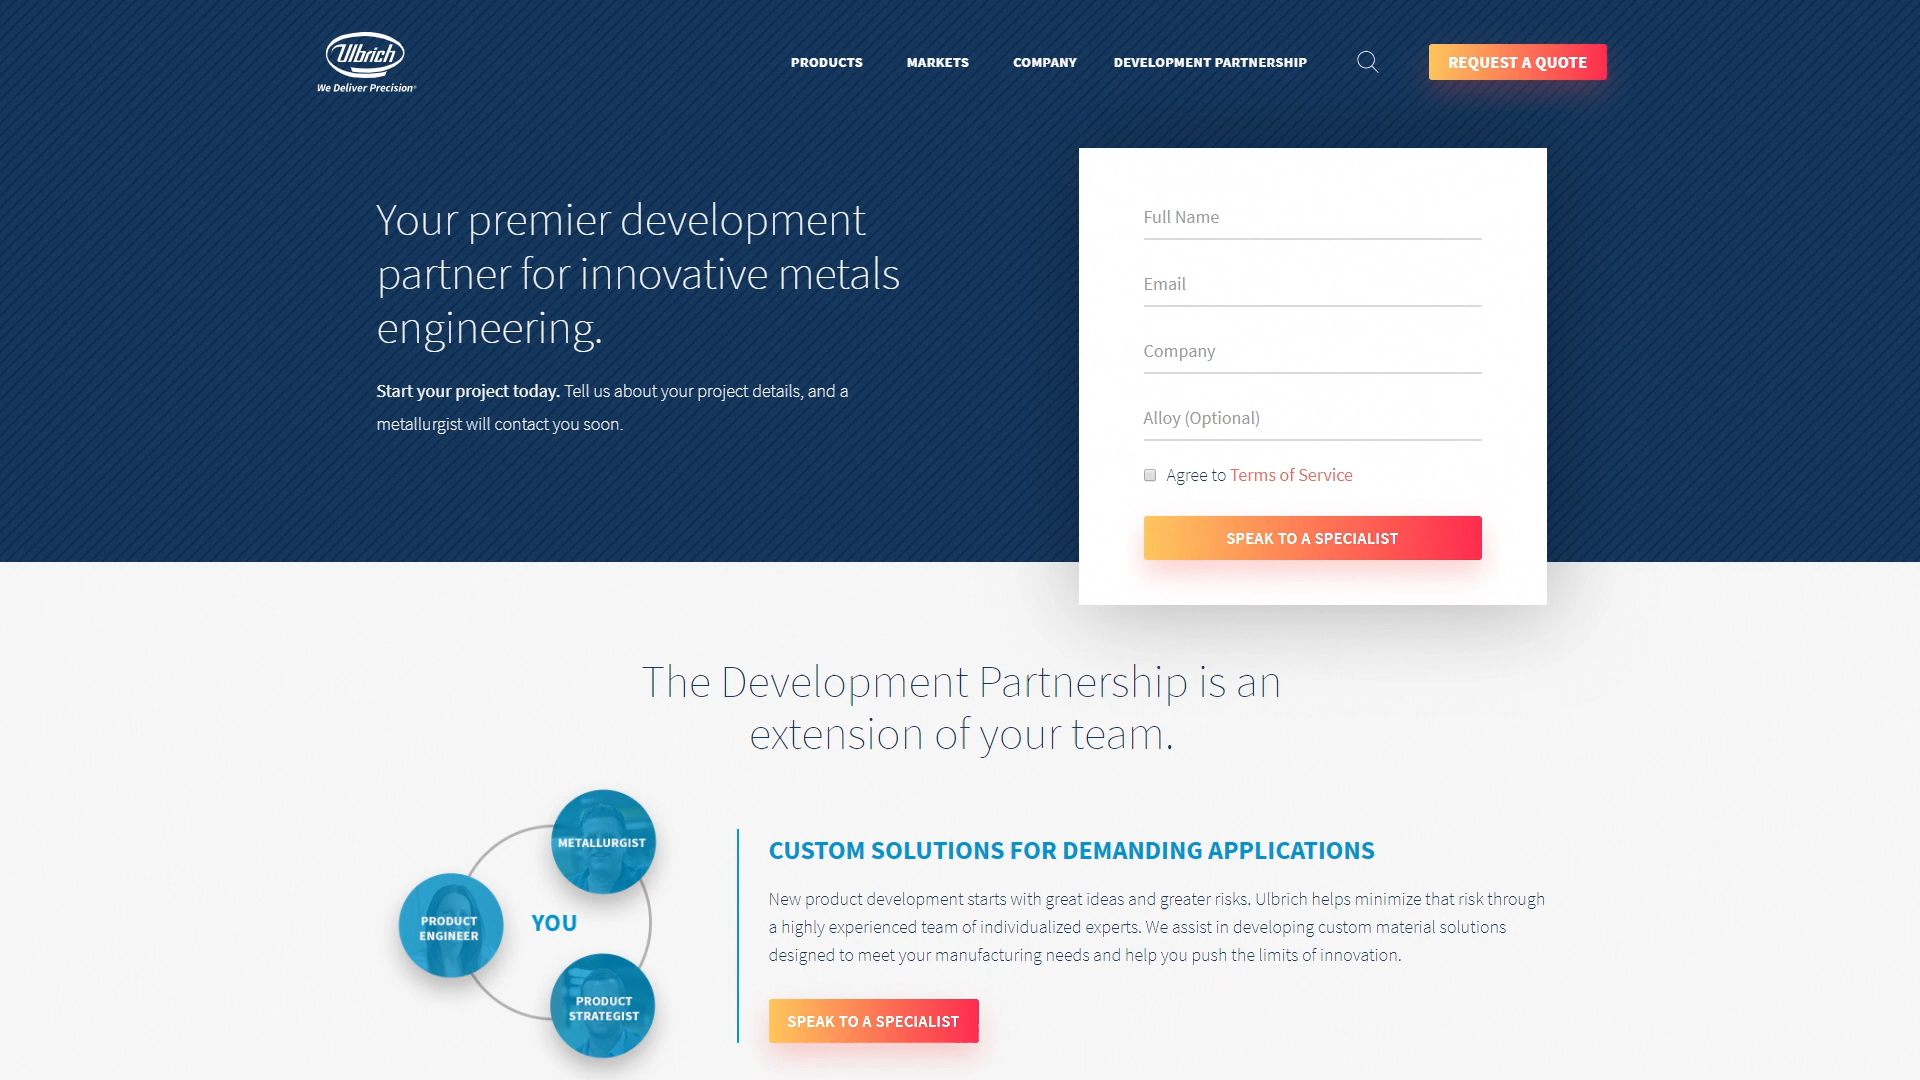 Ulbrich
We Deliver Precision®
PRODUCTS
MARKETS
COMPANY
DEVELOPMENT PARTNERSHIP
REQUEST A QUOTE
Your premier development
partner for innovative metals
engineering.
Start your project today. Tell us about your project details, and a
metallurgist will contact you soon.
Full Name
Email
Company
Alloy (Optional)
Agree to Terms of Service
SPEAK TO A SPECIALIST
The Development Partnership is an
extension of your team.
METALLURGIST
PRODUCT
ENGINEER
YOU
PRODUCT
STRATEGIST
CUSTOM SOLUTIONS FOR DEMANDING APPLICATIONS
New product development starts with great ideas and greater risks. Ulbrich helps minimize that risk through
a highly experienced team of individualized experts. We assist in developing custom material solutions
designed to meet your manufacturing needs and help you push the limits of innovation.
SPEAK TO A SPECIALIST